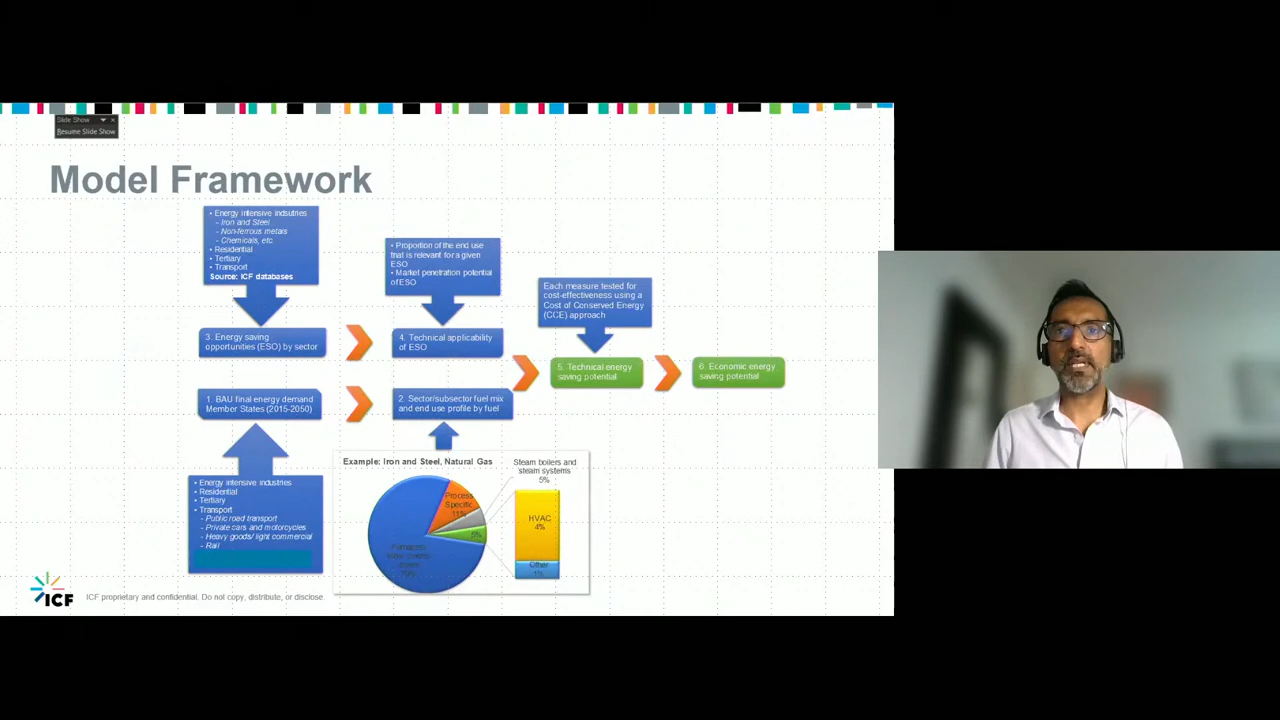 Slide Show
Resume Slide Show
Model Framework
• Energy intensive indsutries
- Iron and Steel
- Non-ferrous metals
- Chemicals, etc
• Residential
• Tertiary
• Transport
Source: ICF databases
• Proportion of the end use
that is relevant for a given
ESO
• Market penetration potential
of ESO
Each measure tested for
cost-effectiveness using a
Cost of Conserved Energy
(CCE) approach
3. Energy saving
opportunities (ESO) by sector
4. Technical applicability
of ESO
5. Technical energy
saving potential
6. Economic energy
saving potential
1. BAU final energy demand
Member States (2015-2050)
2. Sector/subsector fuel mix
and end use profile by fuel
• Energy intensive industries
• Residential
• Tertiary
• Transport
- Public road transport
- Private cars and motorcycles
- Heavy goods/ light commercial
- Rail
Example: Iron and Steel, Natural Gas
Steam boilers and
steam systems
5%
Process
Specific
11%
5%
HVAC
4%
Other
1%
ICF
ICF proprietary and confidential. Do not copy, distribute, or disclose.